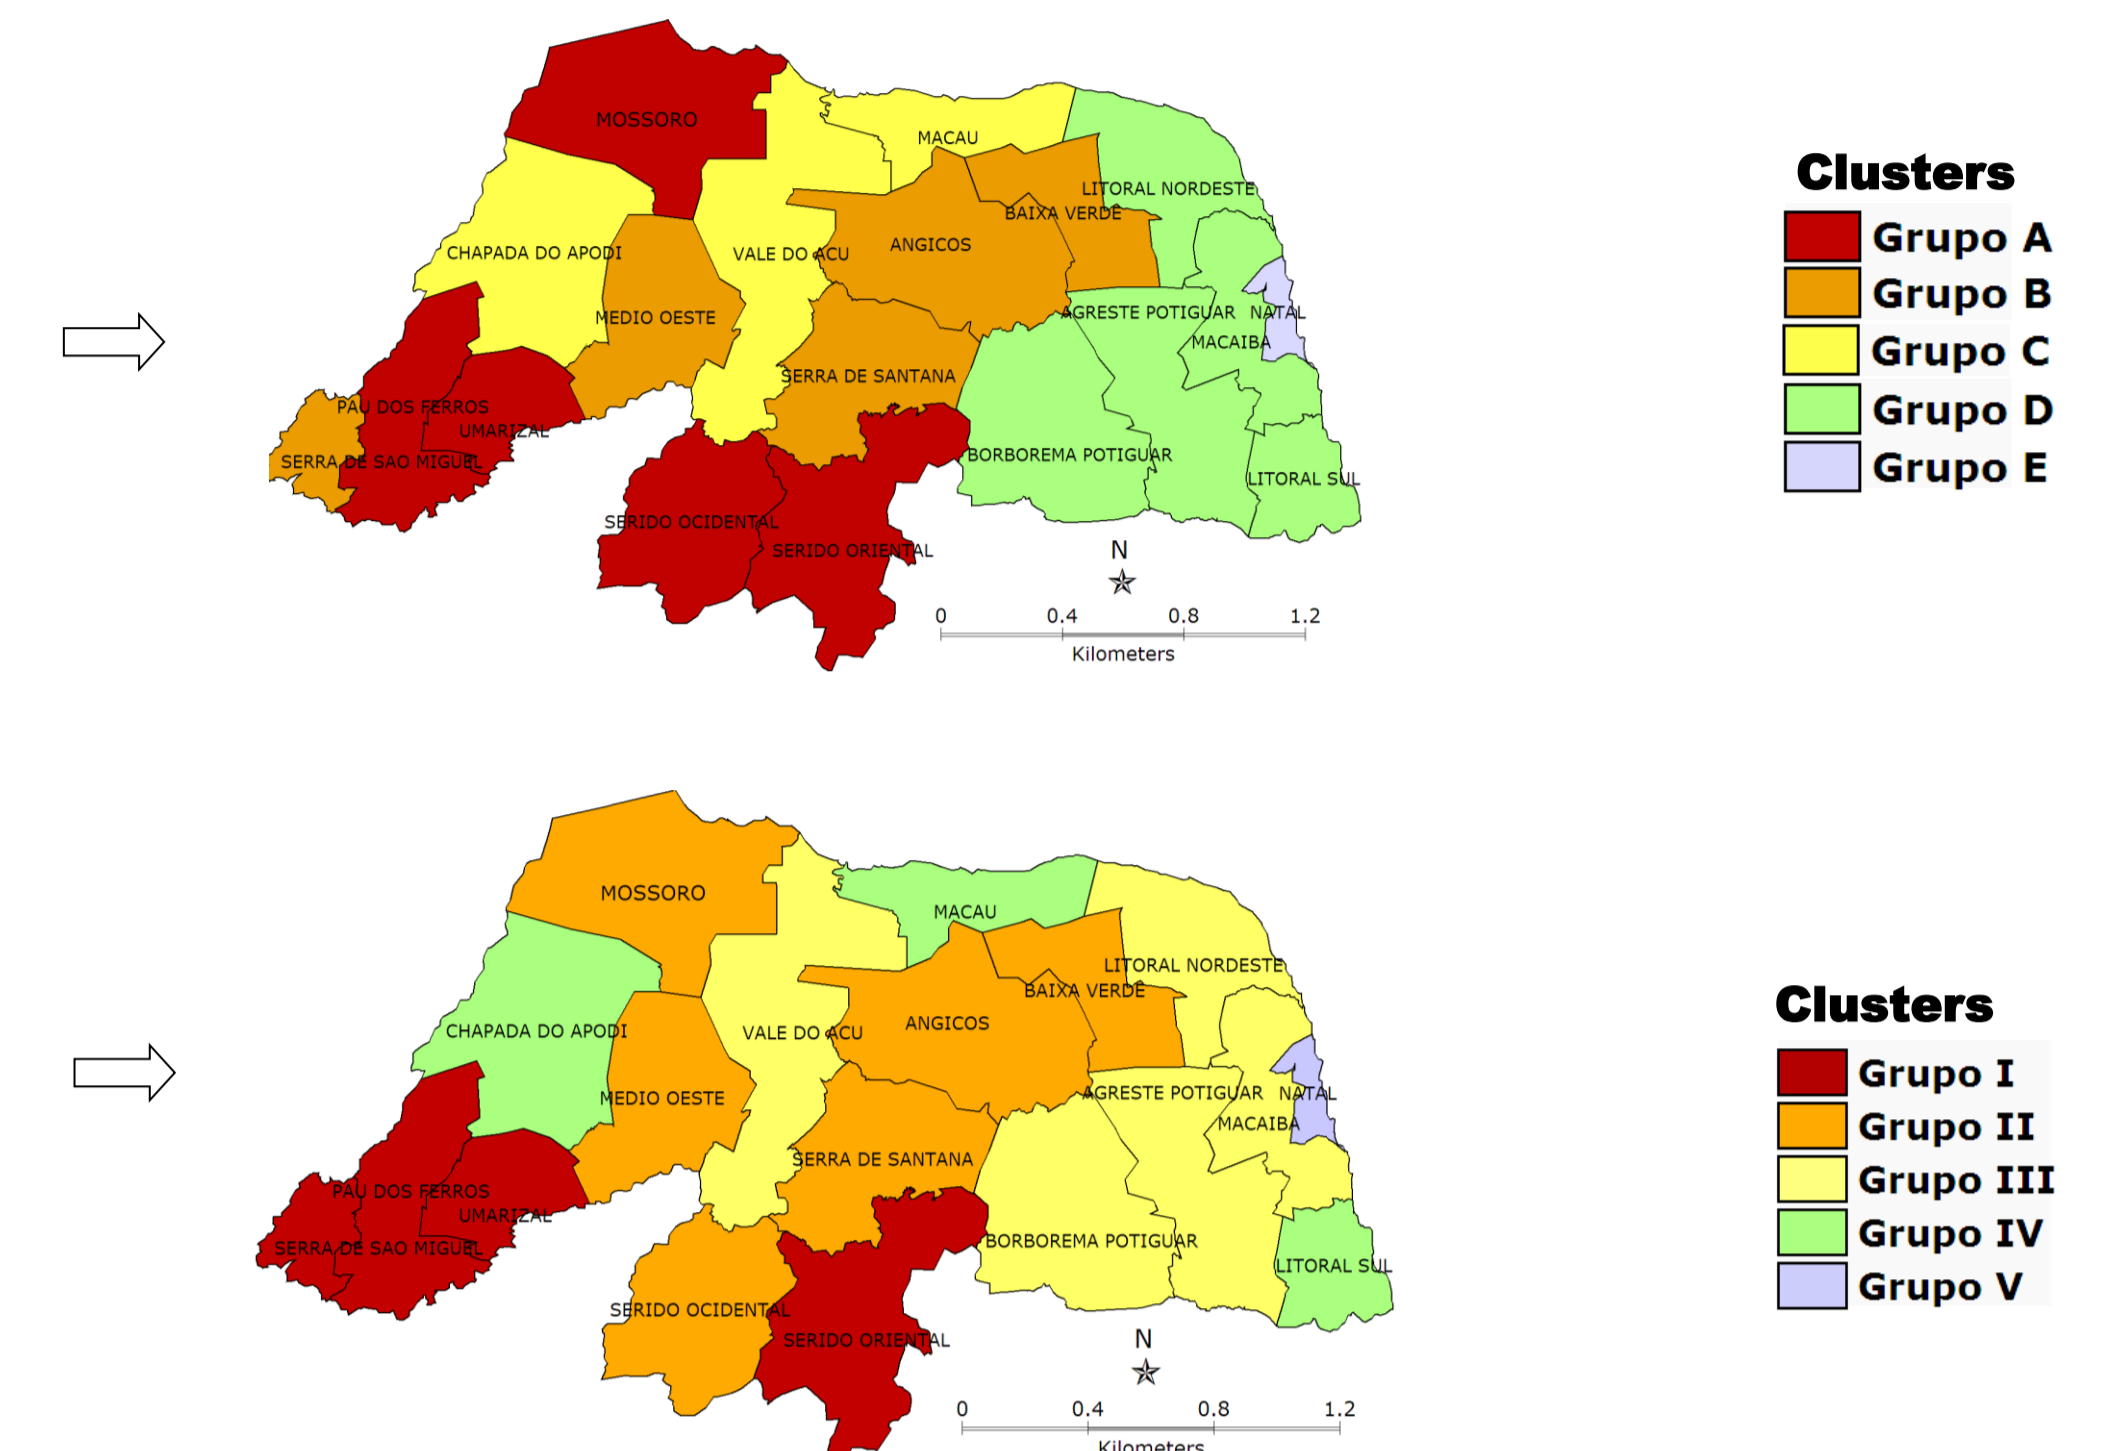 MOSSORO
MACAU
LITORAL NORDESTE
BAIXA VERDE
ANGICOS
CHAPADA DO APODI
VALE DO ACU
MEDIO OESTE
AGRESTE POTIGUAR
NATAL
MACAIBA
SERRA DE SANTANA
PAU DOS FERROS
UMARIZAL
SERRA DE SAO MIGUEL
BORBOREMA POTIGUAR
LITORAL SUL
SERIDO OCIDENTAL
SERIDO ORIENTAL
N
0 0.4 0.8 1.2
Kilometers
Clusters
Grupo A
Grupo B
Grupo C
Grupo D
Grupo E
MOSSORO
MACAU
LITORAL NORDESTE
BAIXA VERDE
ANGICOS
CHAPADA DO APODI
VALE DO ACU
MEDIO OESTE
AGRESTE POTIGUAR
NATAL
MACAIBA
SERRA DE SANTANA
PAU DOS FERROS
UMARIZAL
SERRA DE SAO MIGUEL
BORBOREMA POTIGUAR
LITORAL SUL
SERIDO OCIDENTAL
SERIDO ORIENTAL
N
0 0.4 0.8 1.2
Kilometers
Clusters
Grupo I
Grupo II
Grupo III
Grupo IV
Grupo V